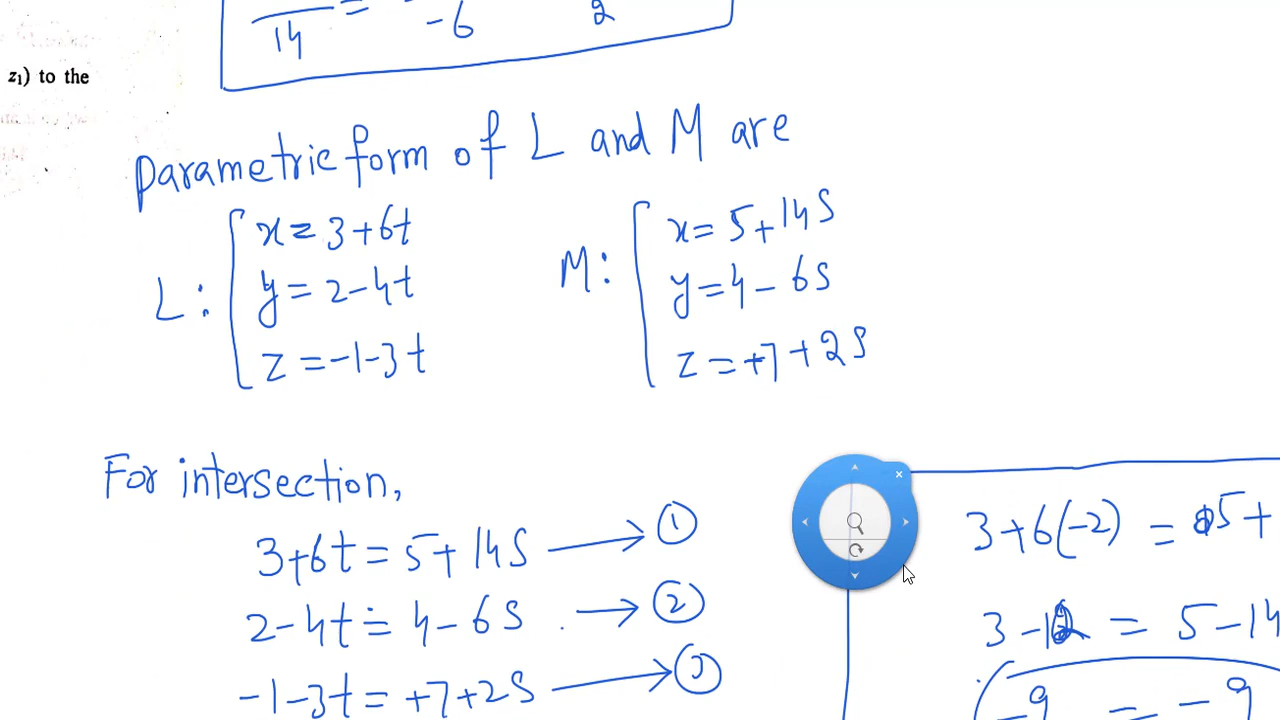 14 = -6 2
z₁) to the
Parametric form of L and M are
L: { x = 3+6t
y = 2-4t
z = -1-3t
M: { x = 5+14S
y = 4-6S
z = +7+2S
For intersection,
3+6t = 5+14S → ①
2-4t = 4-6S → ②
-1-3t = +7+2S → ③
3+6(-2) = 5+
3-12 = 5-14
-9 = -9